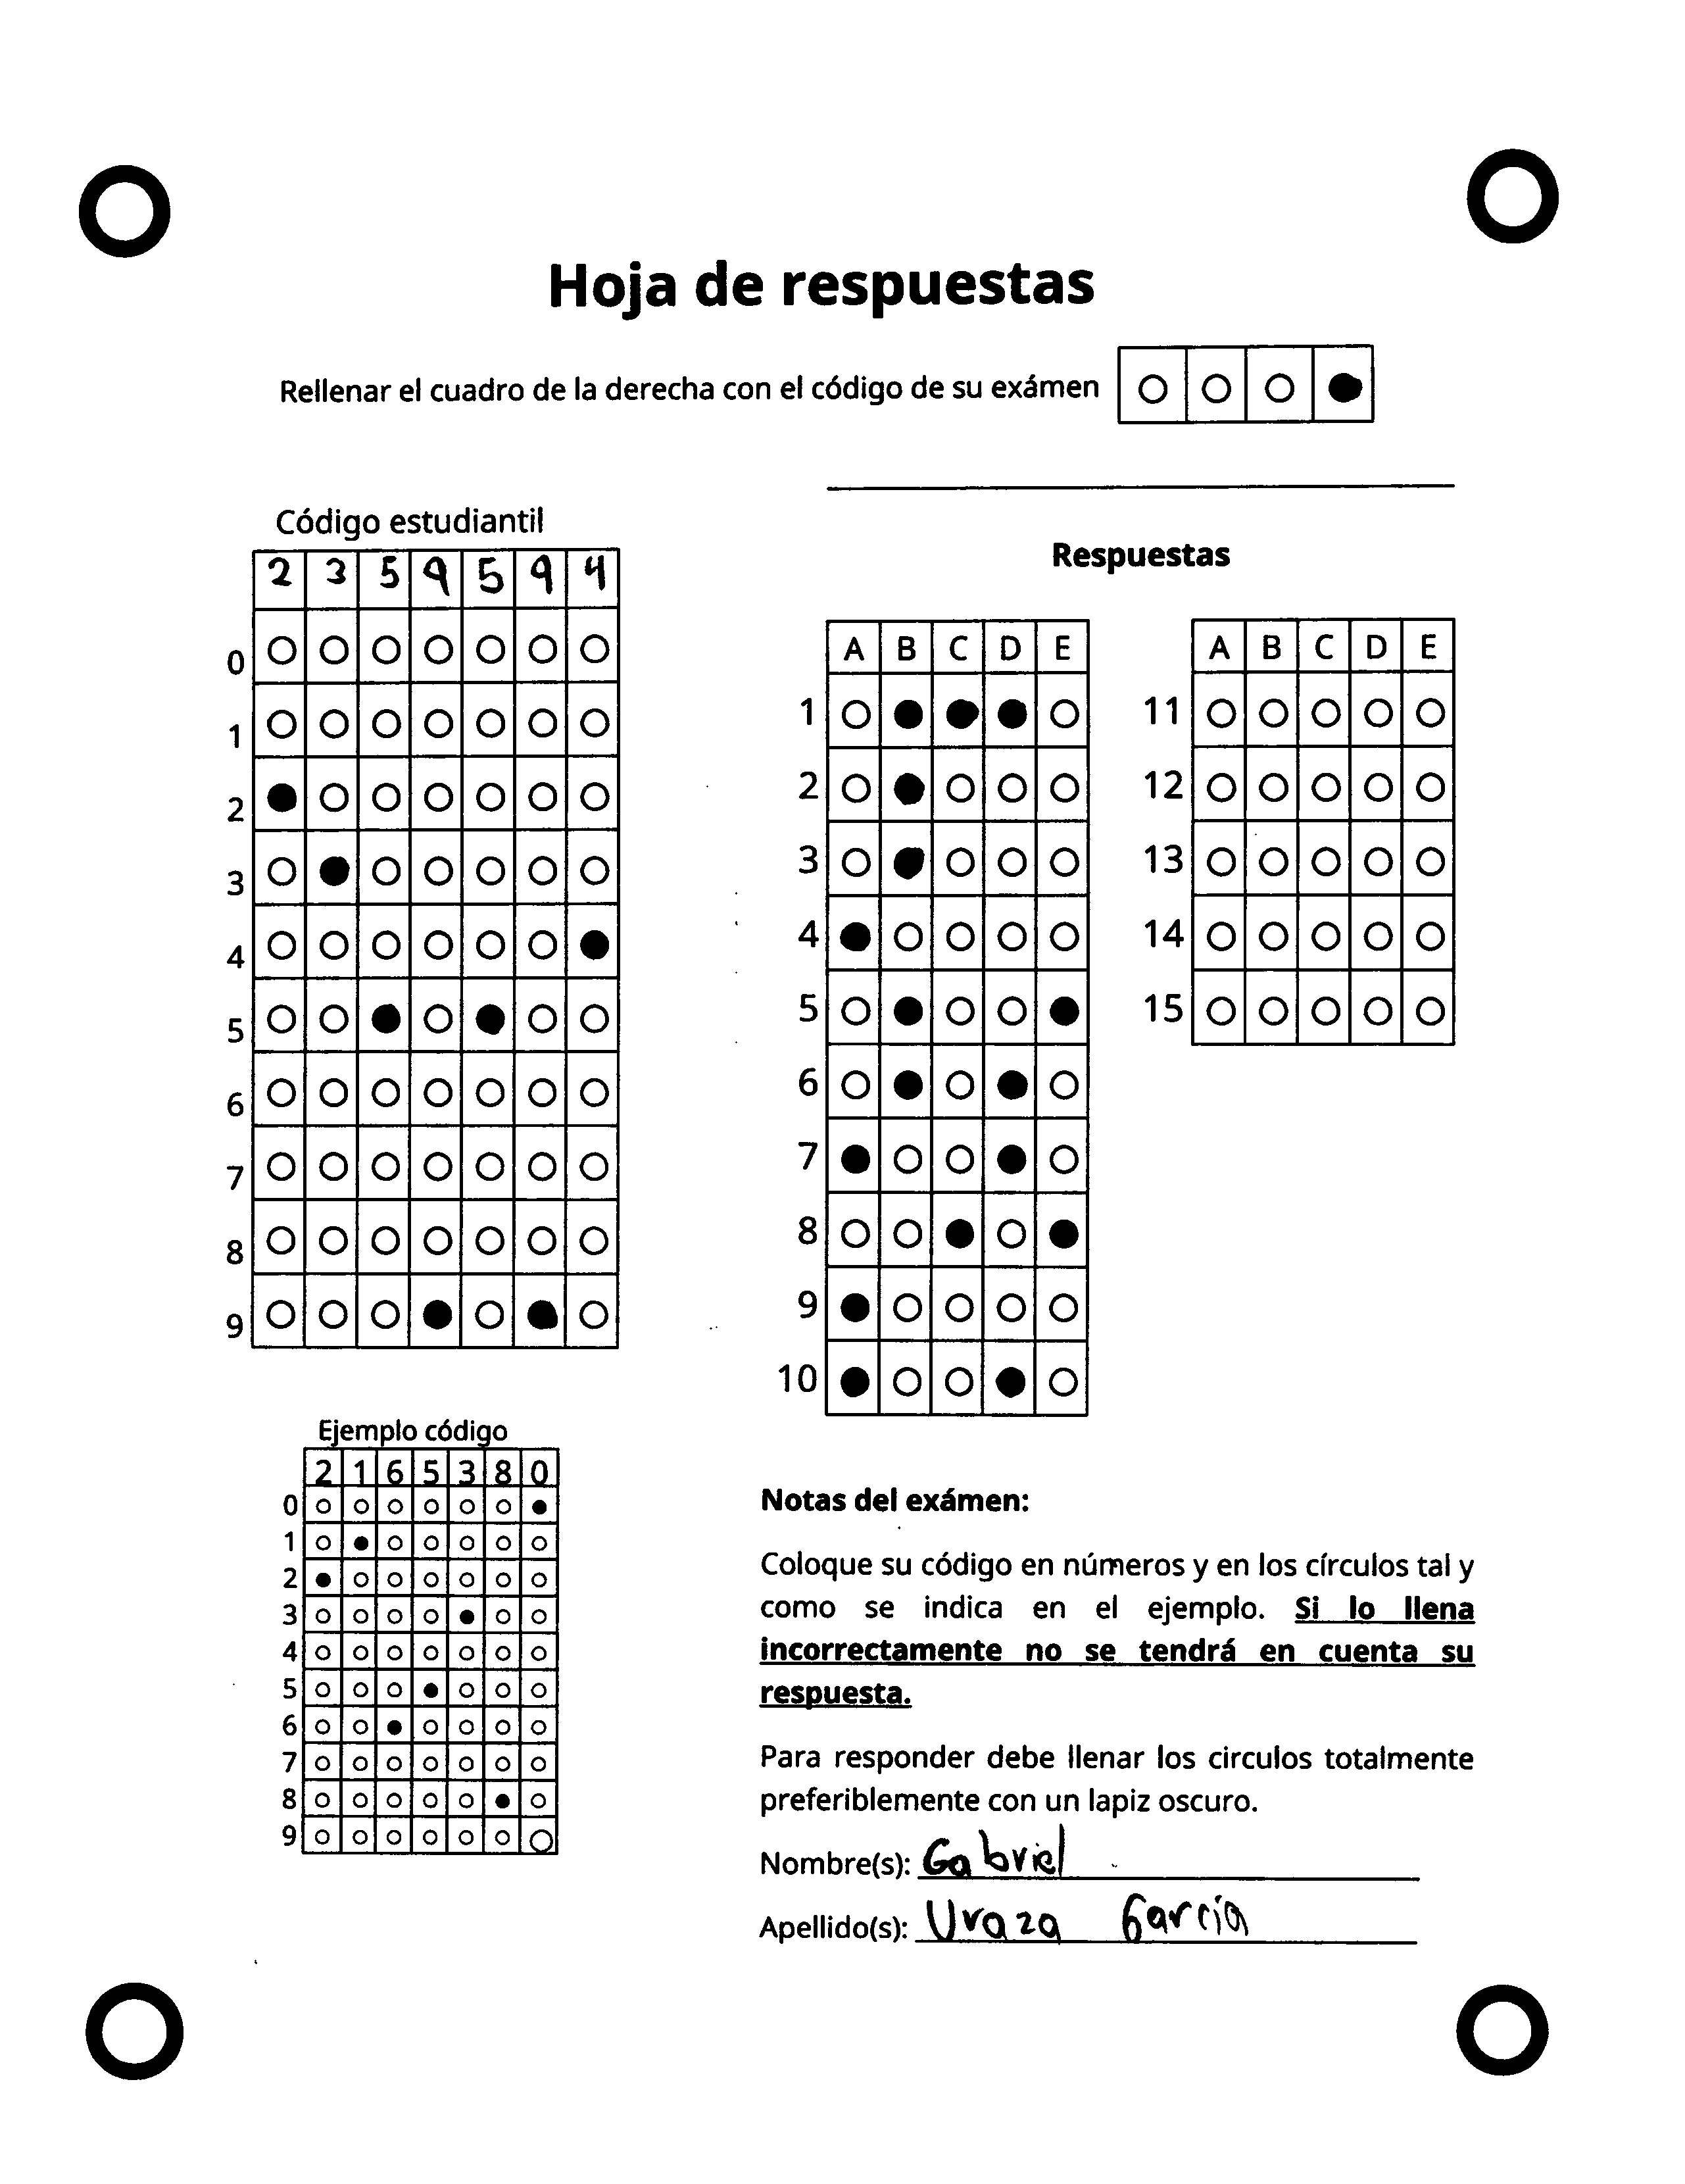 Hoja de respuestas
Rellenar el cuadro de la derecha con el código de su exámen
Código estudiantil
2 3 5 9 5 9 4
0
1
2
3
4
5
6
7
8
9
Respuestas
A B C D E
1
2
3
4
5
6
7
8
9
10
A B C D E
11
12
13
14
15
Ejemplo código
2 1 6 5 3 8 0
0
1
2
3
4
5
6
7
8
9
Notas del exámen:
Coloque su código en números y en los círculos tal y
como se indica en el ejemplo. Si lo llena
incorrectamente no se tendrá en cuenta su
respuesta.
Para responder debe llenar los circulos totalmente
preferiblemente con un lapiz oscuro.
Nombre(s): Gabriel
Apellido(s): Uraza García